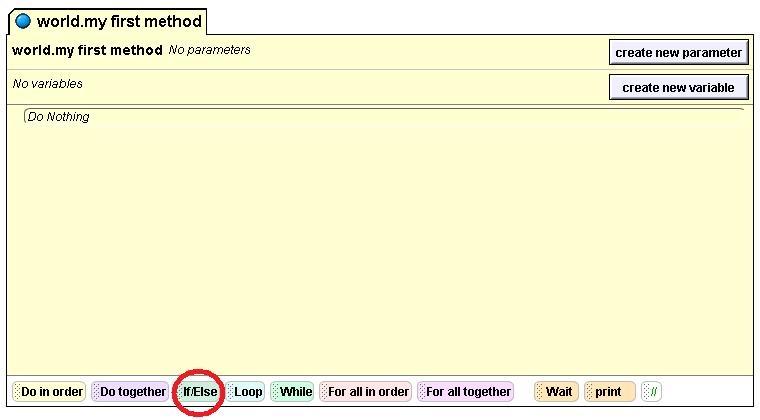 world.my first method
world.my first method No parameters create new parameter
No variables create new variable
Do Nothing
Do in order Do together If/Else Loop While For all in order For all together Wait print //